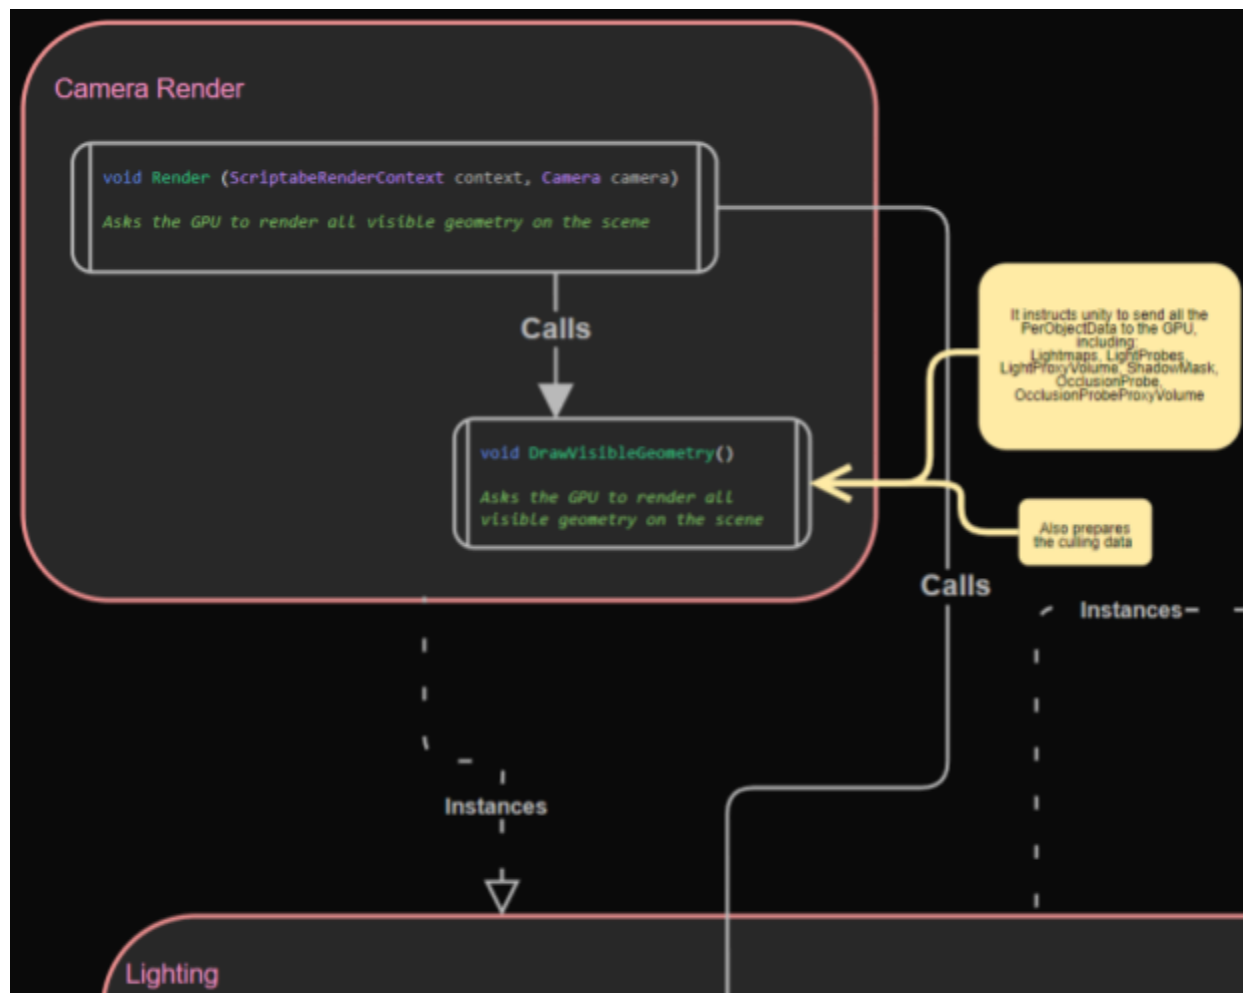 Camera Render
void Render (ScriptabeRenderContext context, Camera camera)
Asks the GPU to render all visible geometry on the scene
Calls
void DrawVisibleGeometry()
Asks the GPU to render all
visible geometry on the scene
It instructs unity to send all the
PerObjectData to the GPU,
including:
Lightmaps, LightProbes,
LightProxyVolume, ShadowMask,
OcclusionProbe,
OcclusionProbeProxyVolume
Also prepares
the culling data
Calls
Instances
Instances
Lighting